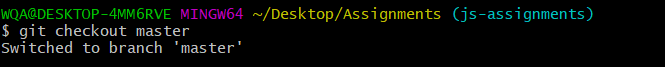 WQA@DESKTOP-4MM6RVE MINGW64 ~/Desktop/Assignments (js-assignments)
$ git checkout master
Switched to branch 'master'